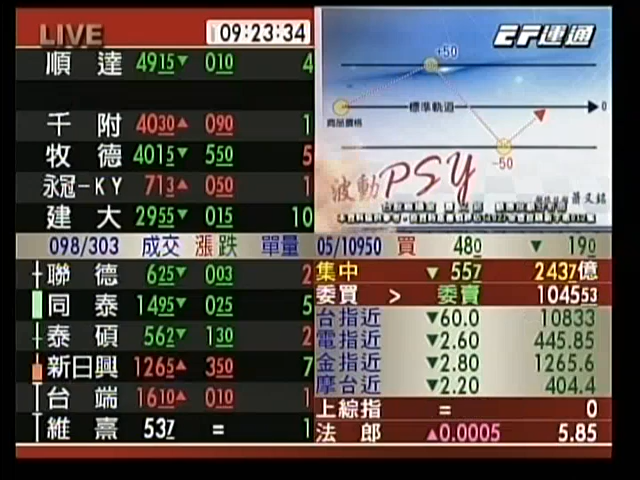 LIVE 09:23:34
順達 4915▼ 010 4
千附 4030▲ 090 1
牧德 4015▼ 550 5
永冠-KY 713▲ 050 1
建大 2955▼ 015 10
098/303 成交 漲跌 單量
聯德 625▼ 003 2
同泰 1495▼ 025 5
泰碩 562▼ 130 2
新日興 1265▲ 350 7
台端 1610▲ 010 1
維熹 537 = 1
運通
+50
標準軌道 0
商品價格
-50
波動PSY
05/10950 買 480 ▼ 190
集中 ▼ 557 2437億
委買 > 委賣 104553
台指近 ▼60.0 10833
電指近 ▼2.60 445.85
金指近 ▼2.80 1265.6
摩台近 ▼2.20 404.4
上綜指 = 0
法郎 ▲0.0005 5.85